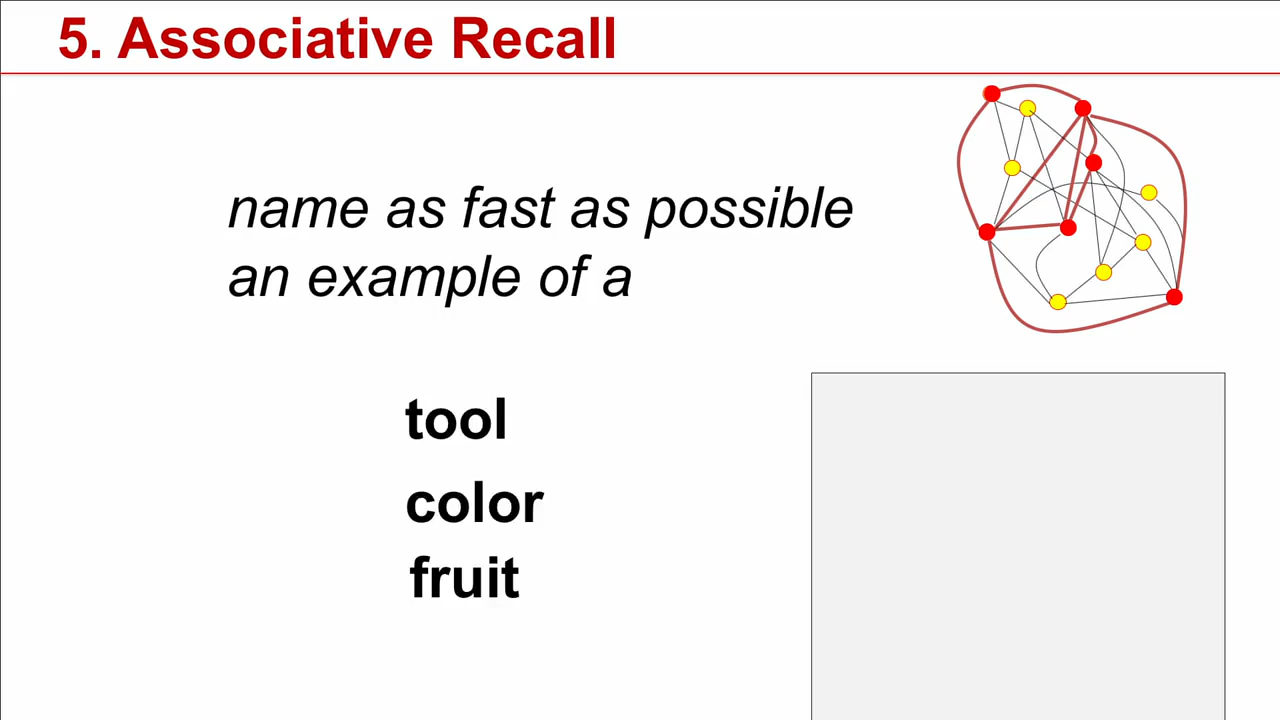 5. Associative Recall
name as fast as possible
an example of a
tool
color
fruit